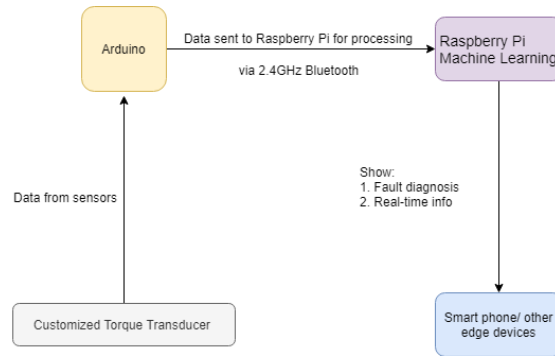 Arduino
Data sent to Raspberry Pi for processing
via 2.4GHz Bluetooth
Raspberry Pi
Machine Learning
Data from sensors
Show:
1. Fault diagnosis
2. Real-time info
Customized Torque Transducer
Smart phone/ other
edge devices